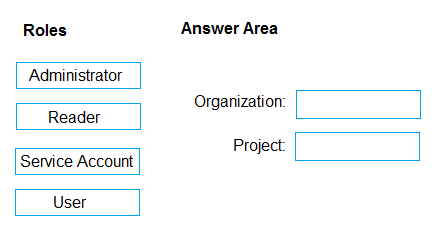 Roles
Answer Area
Administrator
Reader
Service Account
User
Organization:
Project: